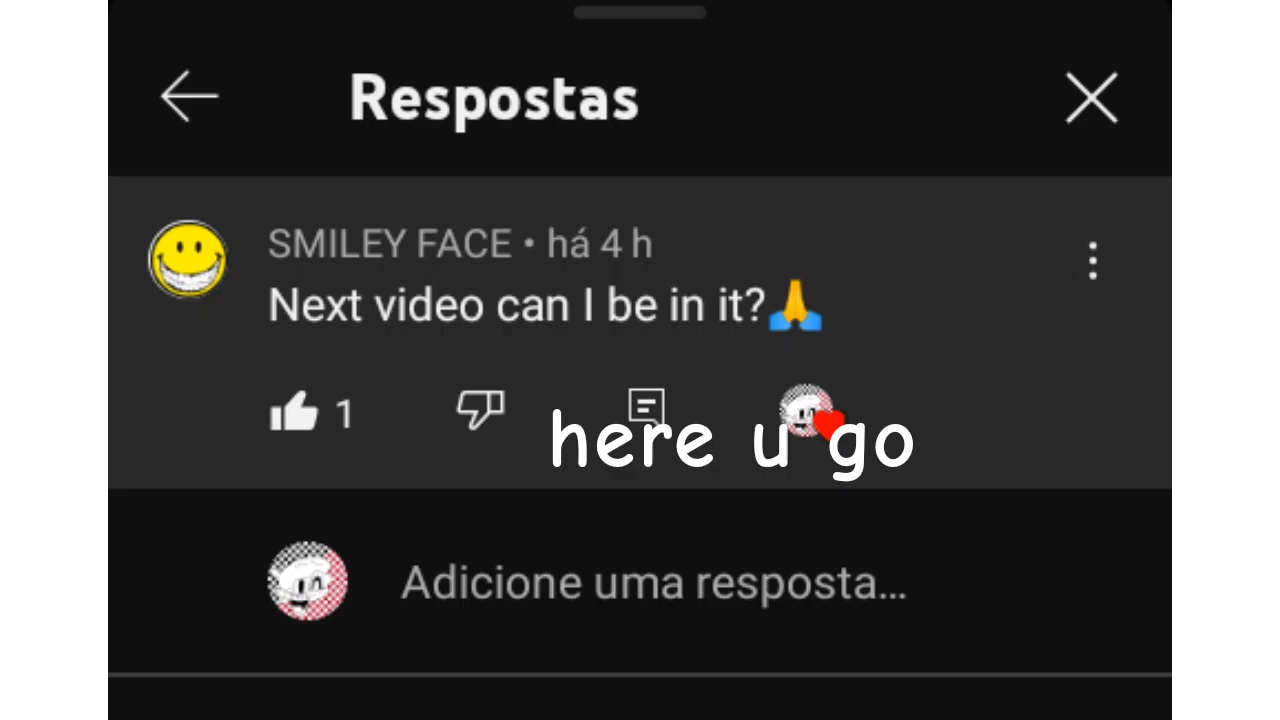 Respostas
SMILEY FACE • há 4 h
Next video can I be in it?🙏
1
here u go
Adicione uma resposta...